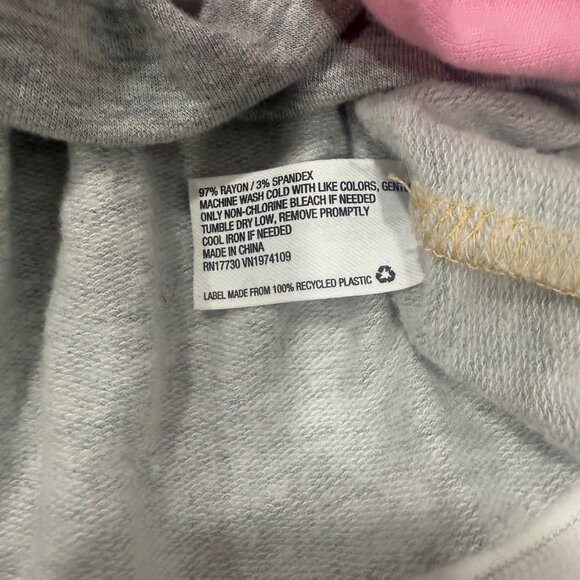 97% RAYON / 3% SPANDEX
MACHINE WASH COLD WITH LIKE COLORS,
ONLY NON-CHLORINE BLEACH IF NEEDED
TUMBLE DRY LOW, REMOVE PROMPTLY
COOL IRON IF NEEDED
MADE IN CHINA
RN17730 VN1974109
LABEL MADE FROM 100% RECYCLED PLASTIC